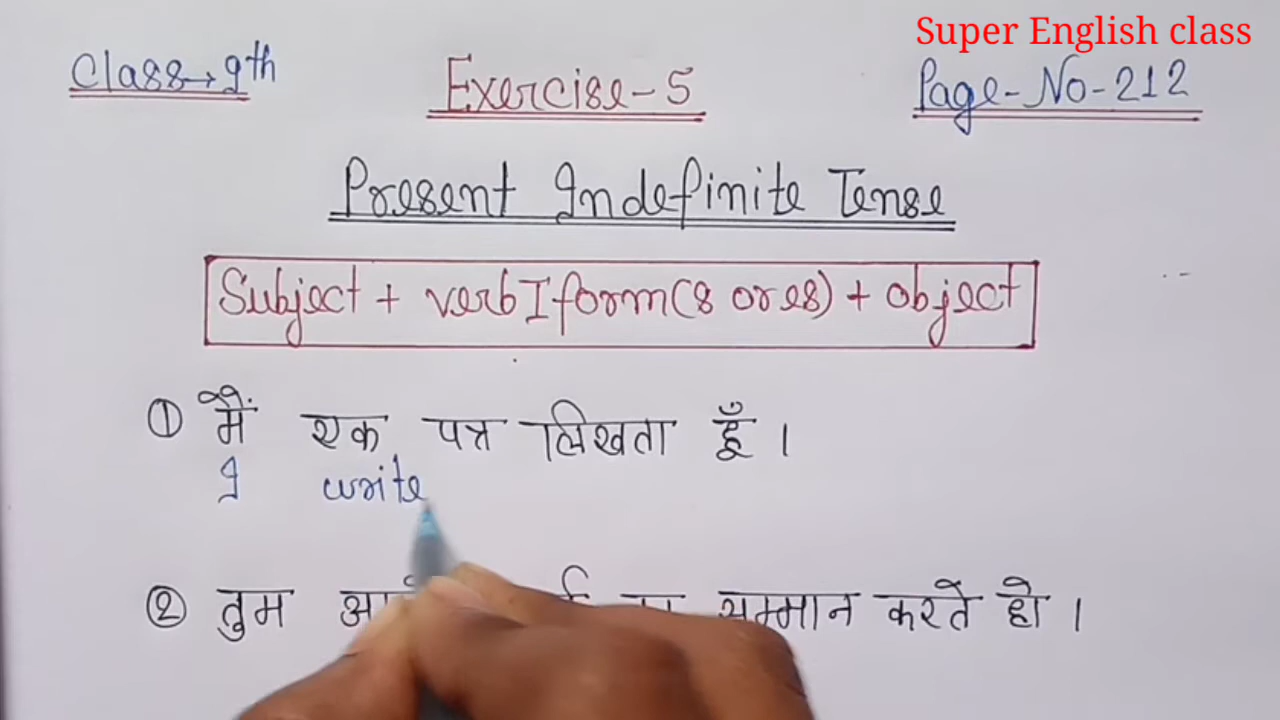 Super English class
Class→9th Exercise-5 Page-No-212
Present Indefinite Tense
Subject + verb I form (s or es) + object
① मैं एक पत्र लिखता हूँ ।
I write
② तुम सम्मान करते हो ।